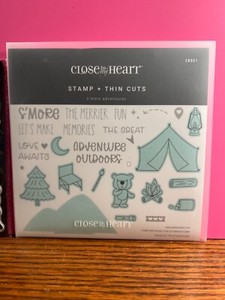 CLOSE TO MY HEART
STAMP + THIN CUTS
S'MORE THE MERRIER FUN
LET'S MAKE MEMORIES THE GREAT
LOVE ADVENTURE
AWAITS OUTDOORS
CLOSE TO MY HEART